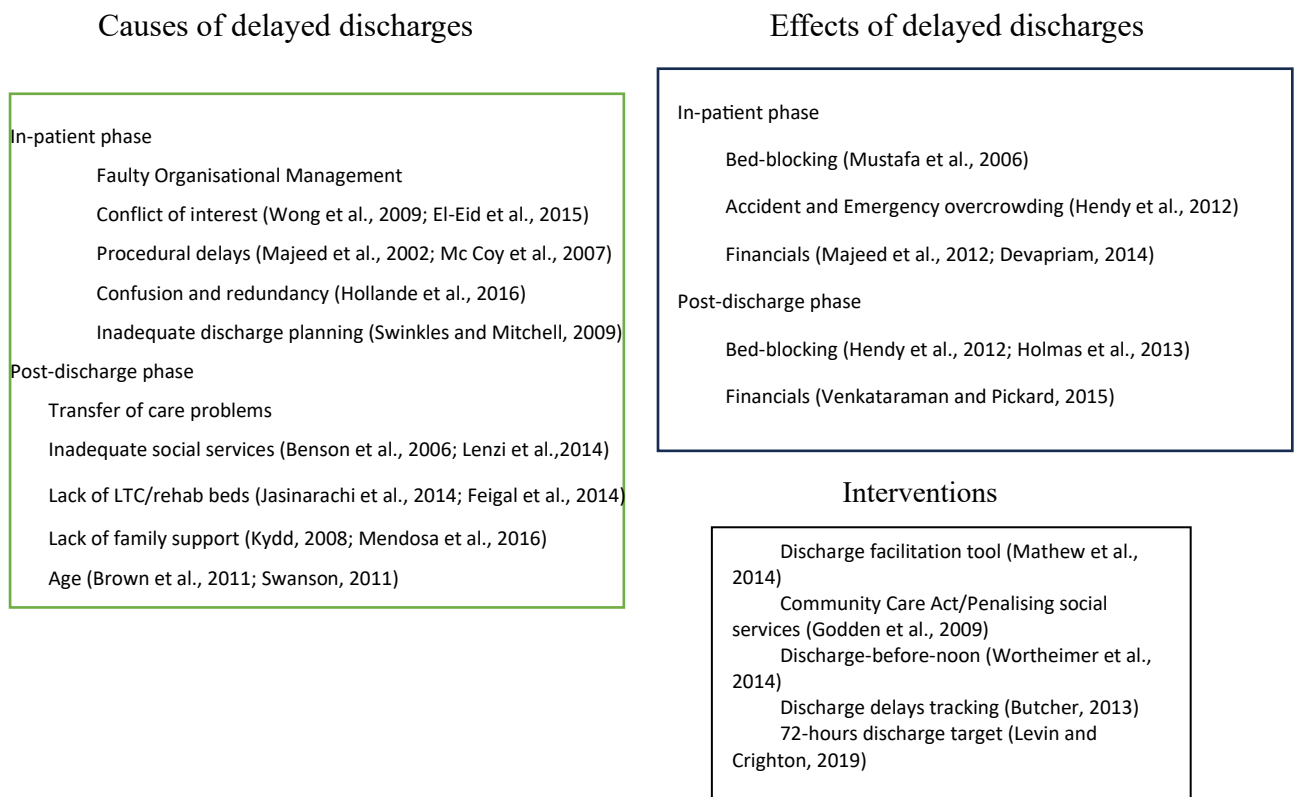 Causes of delayed discharges
In-patient phase
Faulty Organisational Management
Conflict of interest (Wong et al., 2009; El-Eid et al., 2015)
Procedural delays (Majeed et al., 2002; Mc Coy et al., 2007)
Confusion and redundancy (Hollande et al., 2016)
Inadequate discharge planning (Swinkles and Mitchell, 2009)
Post-discharge phase
Transfer of care problems
Inadequate social services (Benson et al., 2006; Lenzi et al.,2014)
Lack of LTC/rehab beds (Jasinarachi et al., 2014; Feigal et al., 2014)
Lack of family support (Kydd, 2008; Mendosa et al., 2016)
Age (Brown et al., 2011; Swanson, 2011)
Effects of delayed discharges
In-patient phase
Bed-blocking (Mustafa et al., 2006)
Accident and Emergency overcrowding (Hendy et al., 2012)
Financials (Majeed et al., 2012; Devapriam, 2014)
Post-discharge phase
Bed-blocking (Hendy et al., 2012; Holmas et al., 2013)
Financials (Venkataraman and Pickard, 2015)
Interventions
Discharge facilitation tool (Mathew et al.,
2014)
Community Care Act/Penalising social
services (Godden et al., 2009)
Discharge-before-noon (Wortheimer et al.,
2014)
Discharge delays tracking (Butcher, 2013)
72-hours discharge target (Levin and
Crighton, 2019)